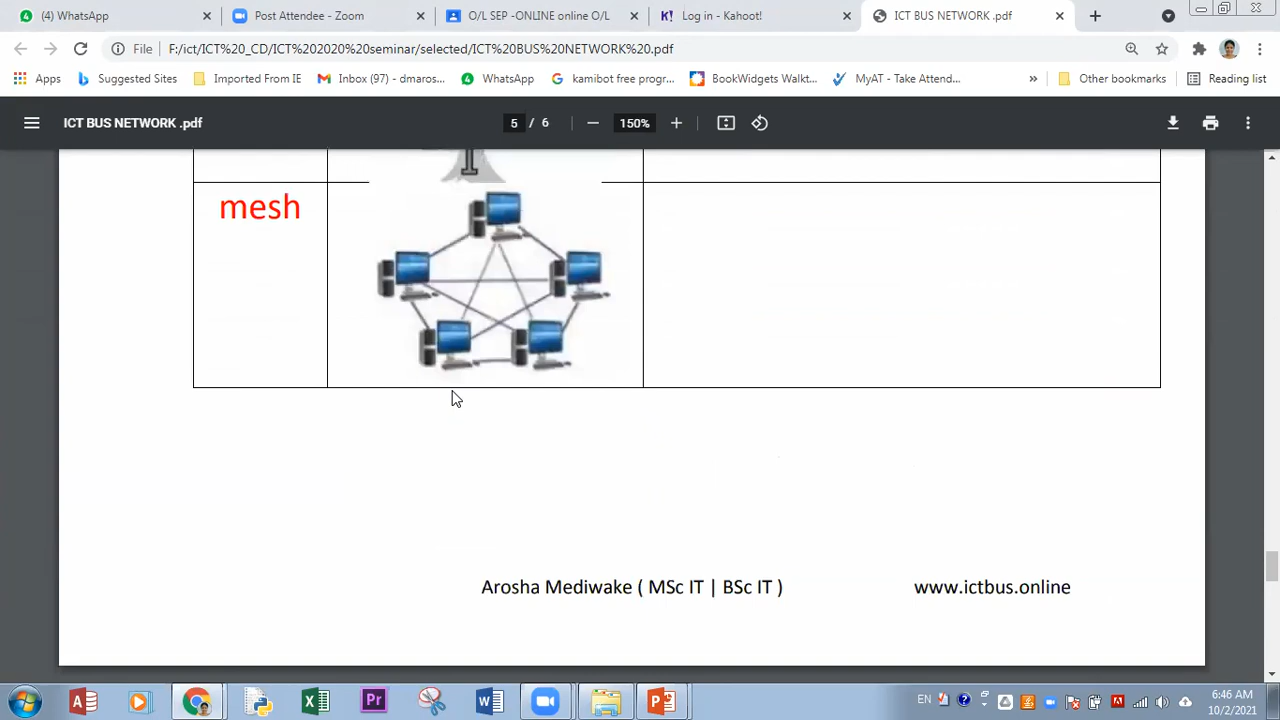 (4) WhatsApp
Post Attendee - Zoom
O/L SEP -ONLINE online O/L
Log in - Kahoot!
ICT BUS NETWORK .pdf
File
F:/ict/ICT%20_CD/ICT%202020%20seminar/selected/ICT%20BUS%20NETWORK%20.pdf
Apps
Suggested Sites
Imported From IE
Inbox (97) - dmaros...
WhatsApp
kamibot free progr...
BookWidgets Walkt...
MyAT - Take Attend...
»
Other bookmarks
Reading list
ICT BUS NETWORK .pdf
5 / 6
150%
mesh
Arosha Mediwake ( MSc IT | BSc IT )
www.ictbus.online
EN
6:46 AM
10/2/2021